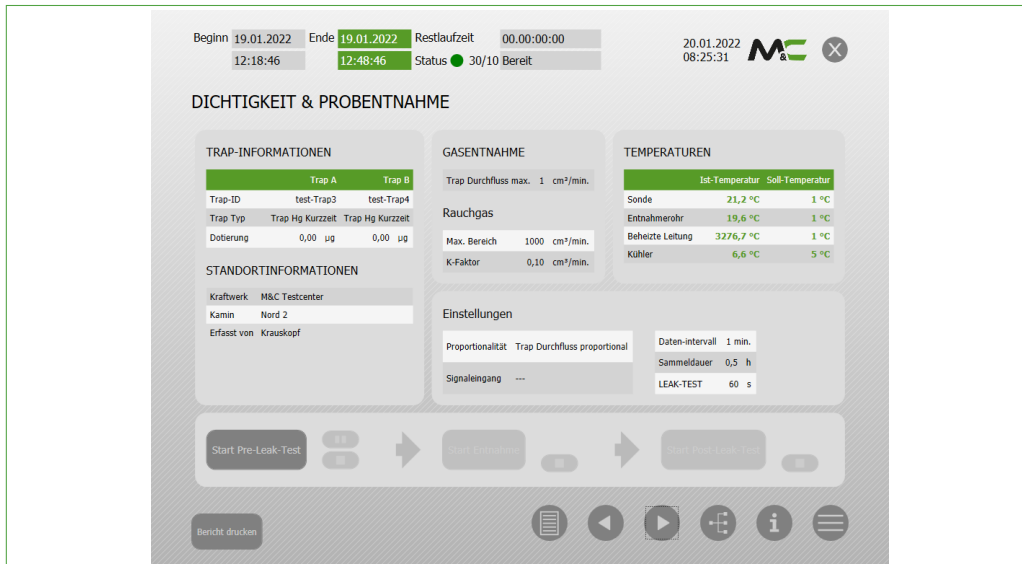 Beginn 19.01.2022 Ende 19.01.2022 Restlaufzeit 00.00:00:00
12:18:46 12:48:46 Status 30/10 Bereit
20.01.2022
08:25:31
M&C
DICHTIGKEIT & PROBENTNAHME
TRAP-INFORMATIONEN
Trap A Trap B
Trap-ID test-Trap3 test-Trap4
Trap Typ Trap Hg Kurzzeit Trap Hg Kurzzeit
Dotierung 0,00 µg 0,00 µg
STANDORTINFORMATIONEN
Kraftwerk M&C Testcenter
Kamin Nord 2
Erfasst von Krauskopf
GASENTNAHME
Trap Durchfluss max. 1 cm³/min.
Rauchgas
Max. Bereich 1000 cm³/min.
K-Faktor 0,10 cm³/min.
TEMPERATUREN
Ist-Temperatur Soll-Temperatur
Sonde 21,2 °C 1 °C
Entnahmerohr 19,6 °C 1 °C
Beheizte Leitung 3276,7 °C 1 °C
Kühler 6,6 °C 5 °C
Einstellungen
Proportionalität Trap Durchfluss proportional
Signaleingang ---
Daten-intervall 1 min.
Sammeldauer 0,5 h
LEAK-TEST 60 s
Start Pre-Leak-Test
Start Entnahme
Start Post-Leak-Test
Bericht drucken